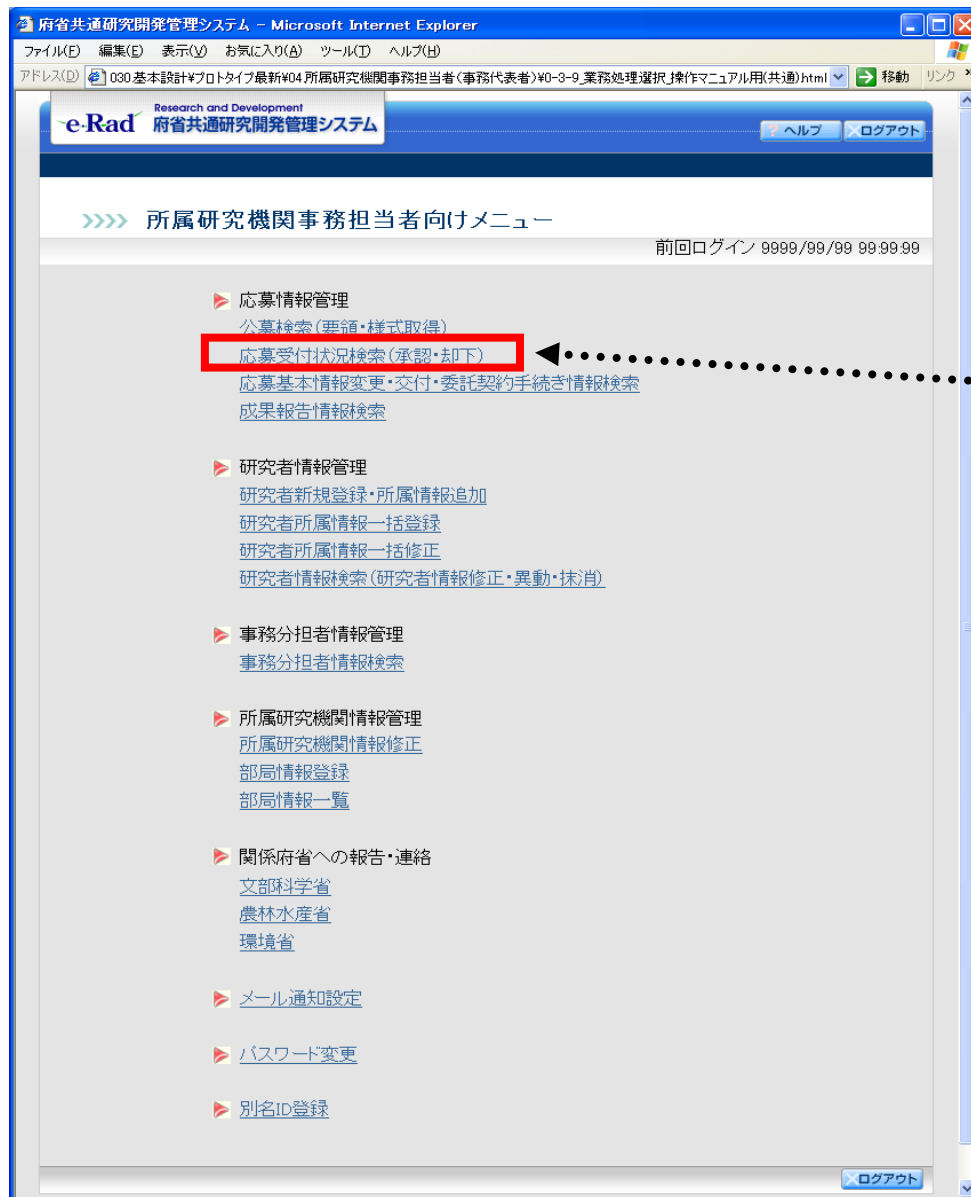 府省共通研究開発管理システム - Microsoft Internet Explorer
ファイル(F) 編集(E) 表示(V) お気に入り(A) ツール(T) ヘルプ(H)
アドレス(D) 030.基本設計¥プロトタイプ最新¥04.所属研究機関事務担当者(事務代表者)¥0-3-9_業務処理選択_操作マニュアル用(共通).html 移動 リンク »
e-Rad Research and Development
府省共通研究開発管理システム
? ヘルプ ログアウト
>>>> 所属研究機関事務担当者向けメニュー
前回ログイン 9999/99/99 99:99:99
応募情報管理
公募検索(要領・様式取得)
応募受付状況検索(承認・却下)
応募基本情報変更・交付・委託契約手続き情報検索
成果報告情報検索
研究者情報管理
研究者新規登録・所属情報追加
研究者所属情報一括登録
研究者所属情報一括修正
研究者情報検索(研究者情報修正・異動・抹消)
事務分担者情報管理
事務分担者情報検索
所属研究機関情報管理
所属研究機関情報修正
部局情報登録
部局情報一覧
関係府省への報告・連絡
文部科学省
農林水産省
環境省
メール通知設定
パスワード変更
別名ID登録
ログアウト